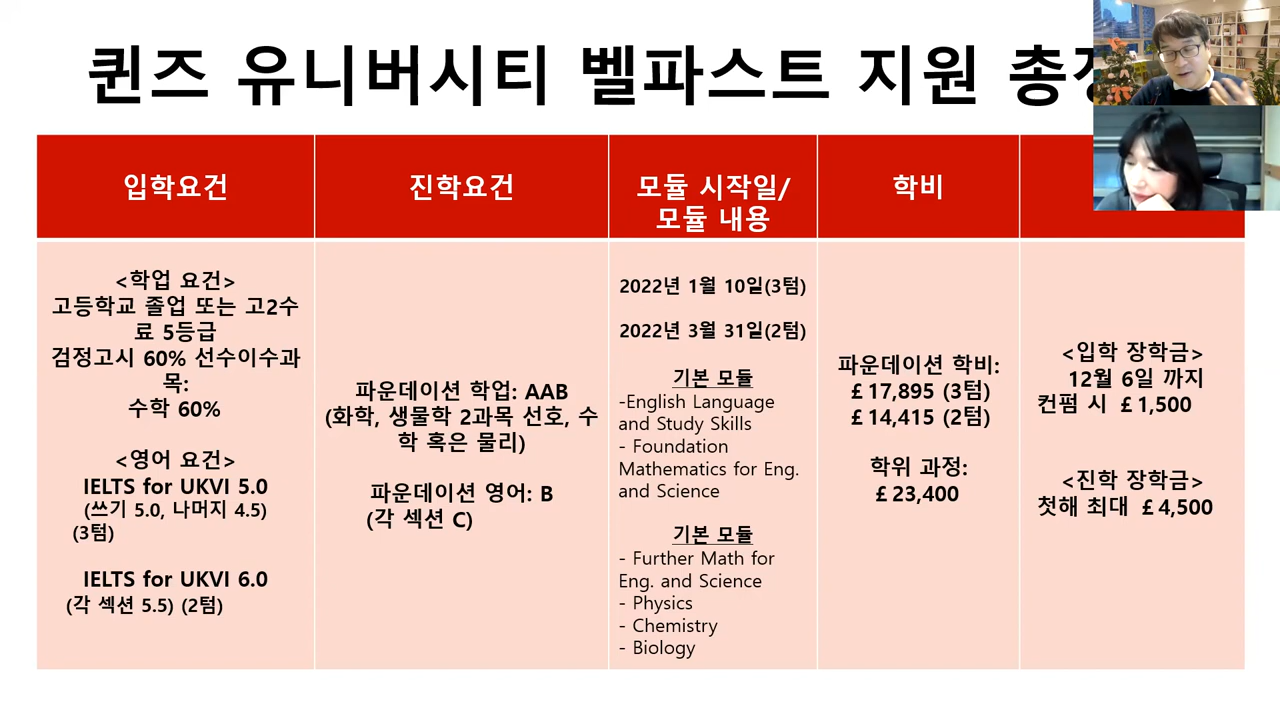 퀸즈 유니버시티 벨파스트 지원 총
입학요건
진학요건
모듈 시작일/
모듈 내용
학비
<학업 요건>
고등학교 졸업 또는 고2수
료 5등급
검정고시 60% 선수이수과
목:
수학 60%
<영어 요건>
IELTS for UKVI 5.0
(쓰기 5.0, 나머지 4.5)
(3텀)
IELTS for UKVI 6.0
(각 섹션 5.5) (2텀)
파운데이션 학업: AAB
(화학, 생물학 2과목 선호, 수
학 혹은 물리)
파운데이션 영어: B
(각 섹션 C)
2022년 1월 10일(3텀)
2022년 3월 31일(2텀)
기본 모듈
-English Language
and Study Skills
- Foundation
Mathematics for Eng.
and Science
기본 모듈
- Further Math for
Eng. and Science
- Physics
- Chemistry
- Biology
파운데이션 학비:
£17,895 (3텀)
£14,415 (2텀)
학위 과정:
£23,400
<입학 장학금>
12월 6일 까지
컨펌 시 £1,500
<진학 장학금>
첫해 최대 £4,500